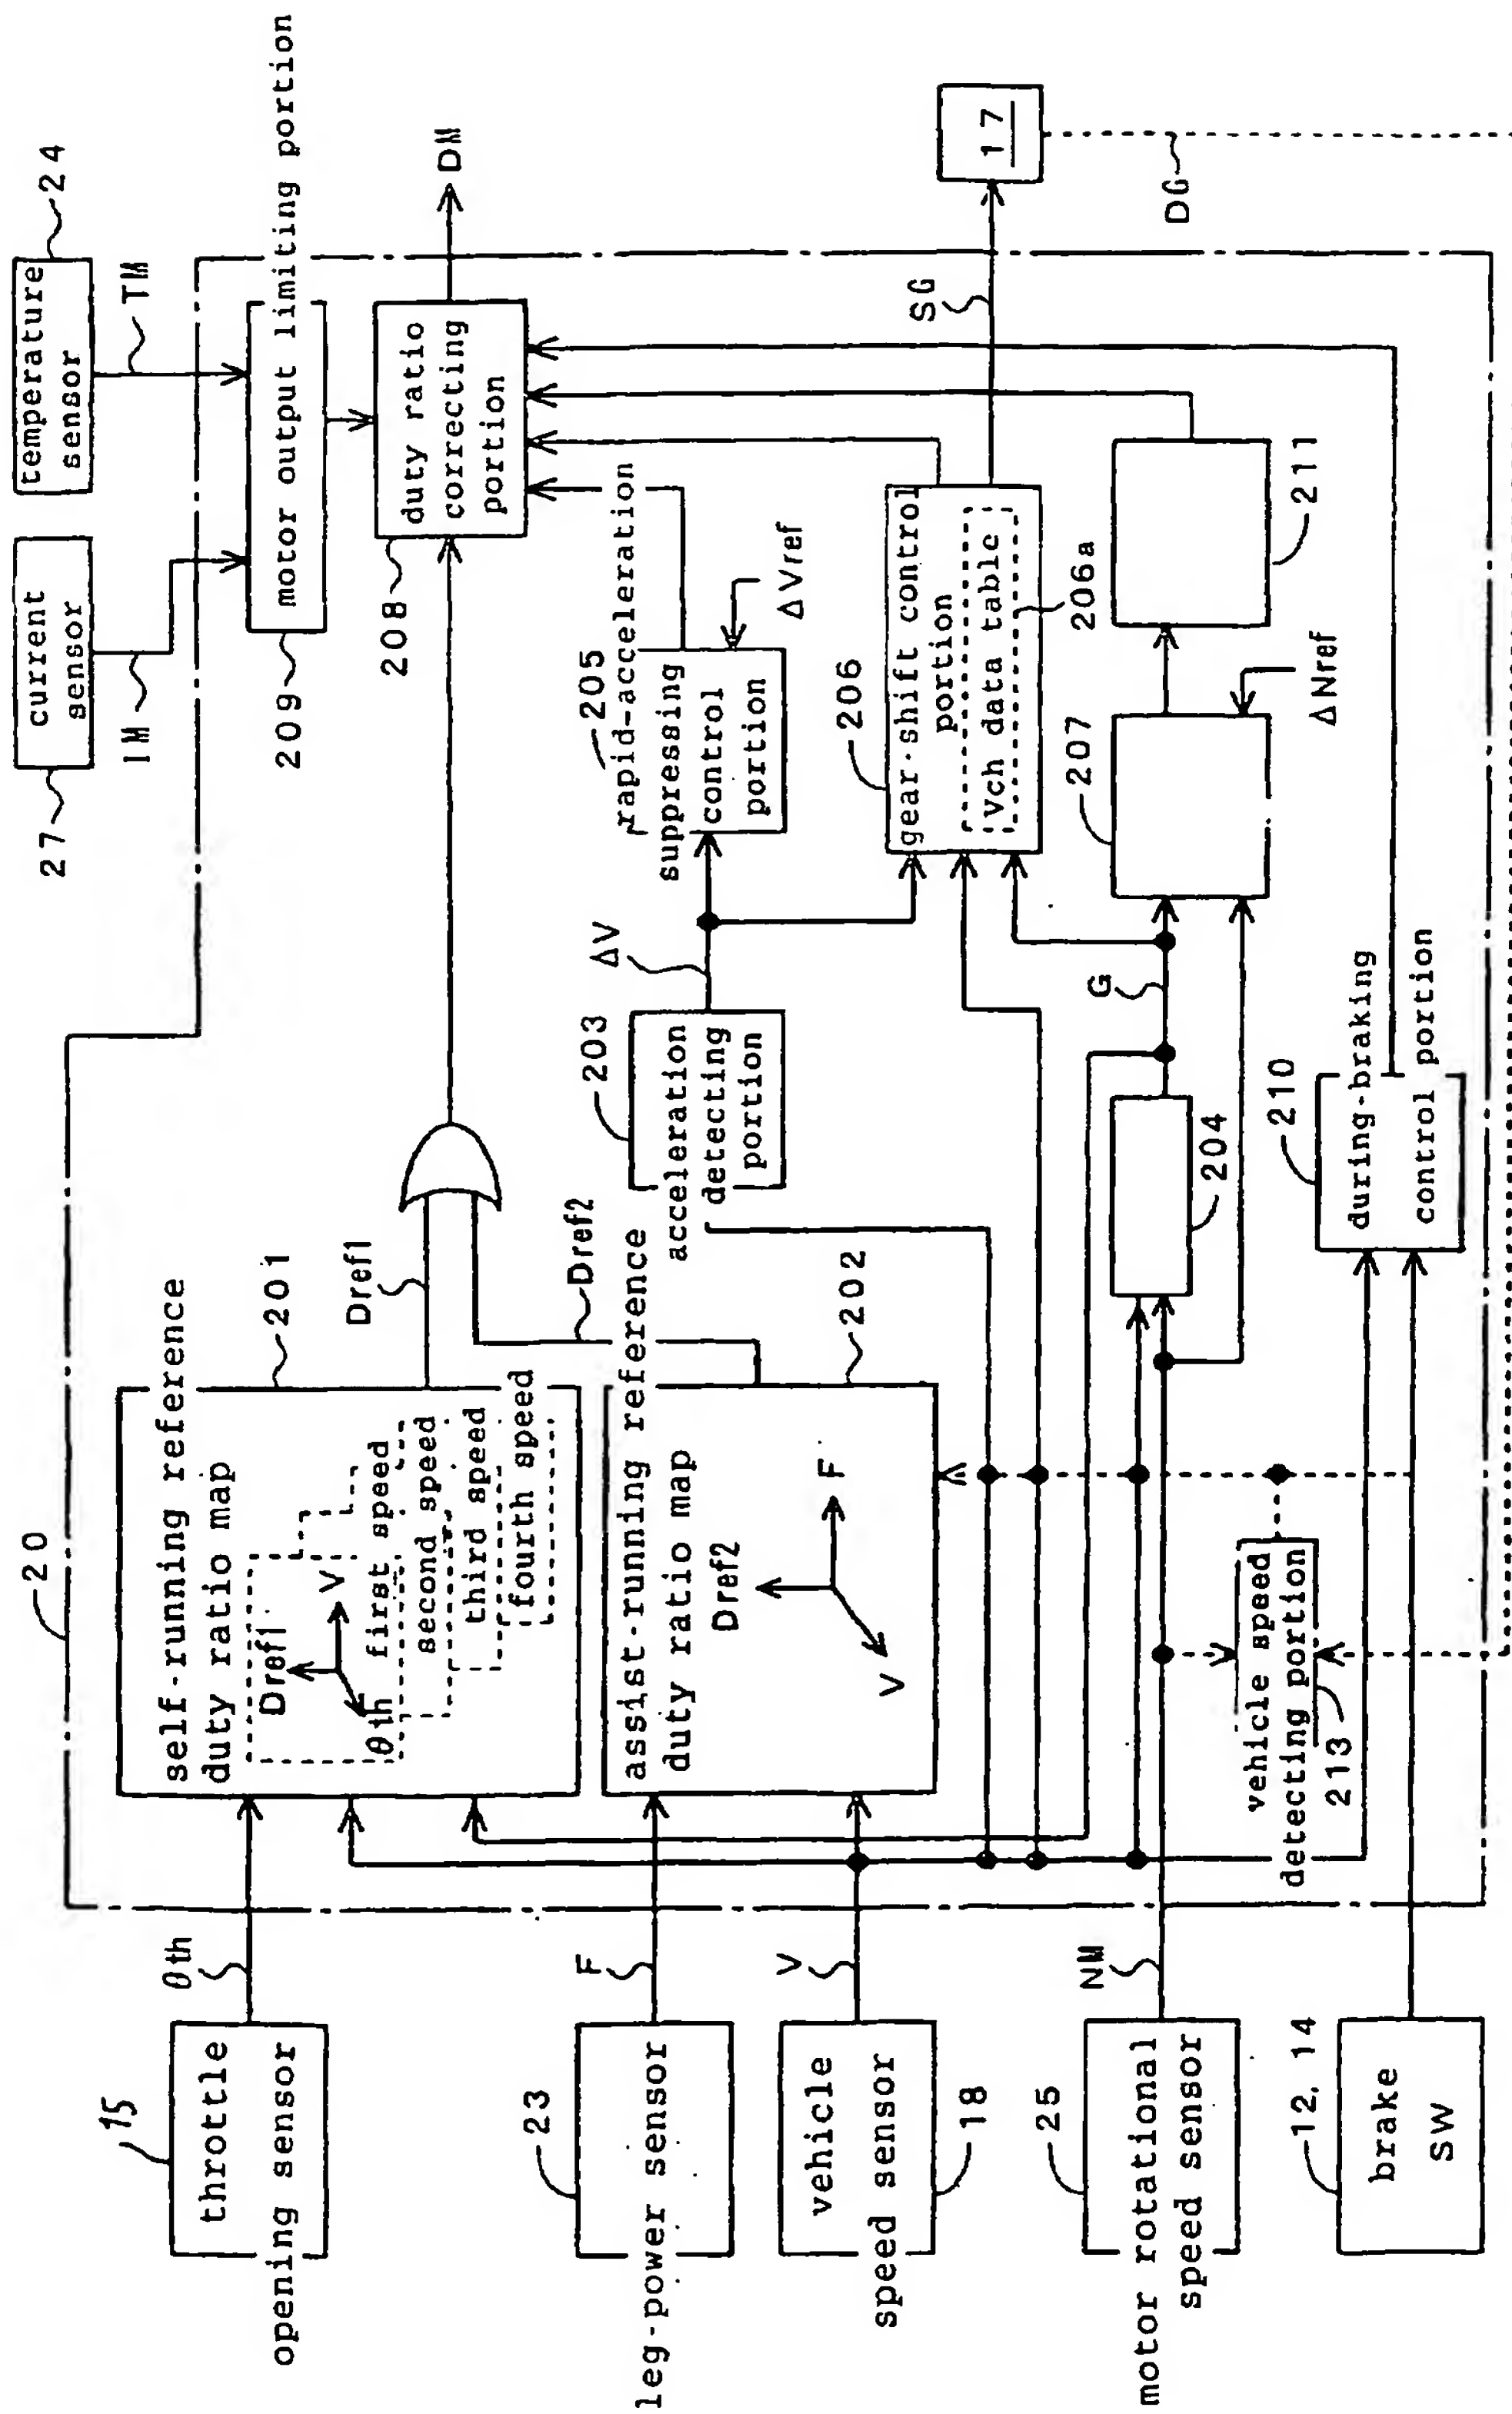 20
27
current
sensor
IM
temperature
sensor
24
TM
motor output limiting portion
209
duty ratio
correcting
portion
208
DM
15
throttle
opening sensor
θth
self-running reference
duty ratio map
201
Dref1
V
θth
first speed
second speed
third speed
fourth speed
Dref1
Dref2
23
leg-power sensor
F
assist-running reference
duty ratio map
202
Dref2
F
V
vehicle
speed sensor
18
V
203
acceleration
detecting
portion
ΔV
205
rapid-acceleration
suppressing
control
portion
ΔVref
206
gear-shift control
portion
Vch data table
206a
SG
17
DG
25
motor rotational
speed sensor
NM
204
G
207
ΔNref
211
vehicle speed
detecting portion
213
12, 14
brake
SW
210
during-braking
control portion